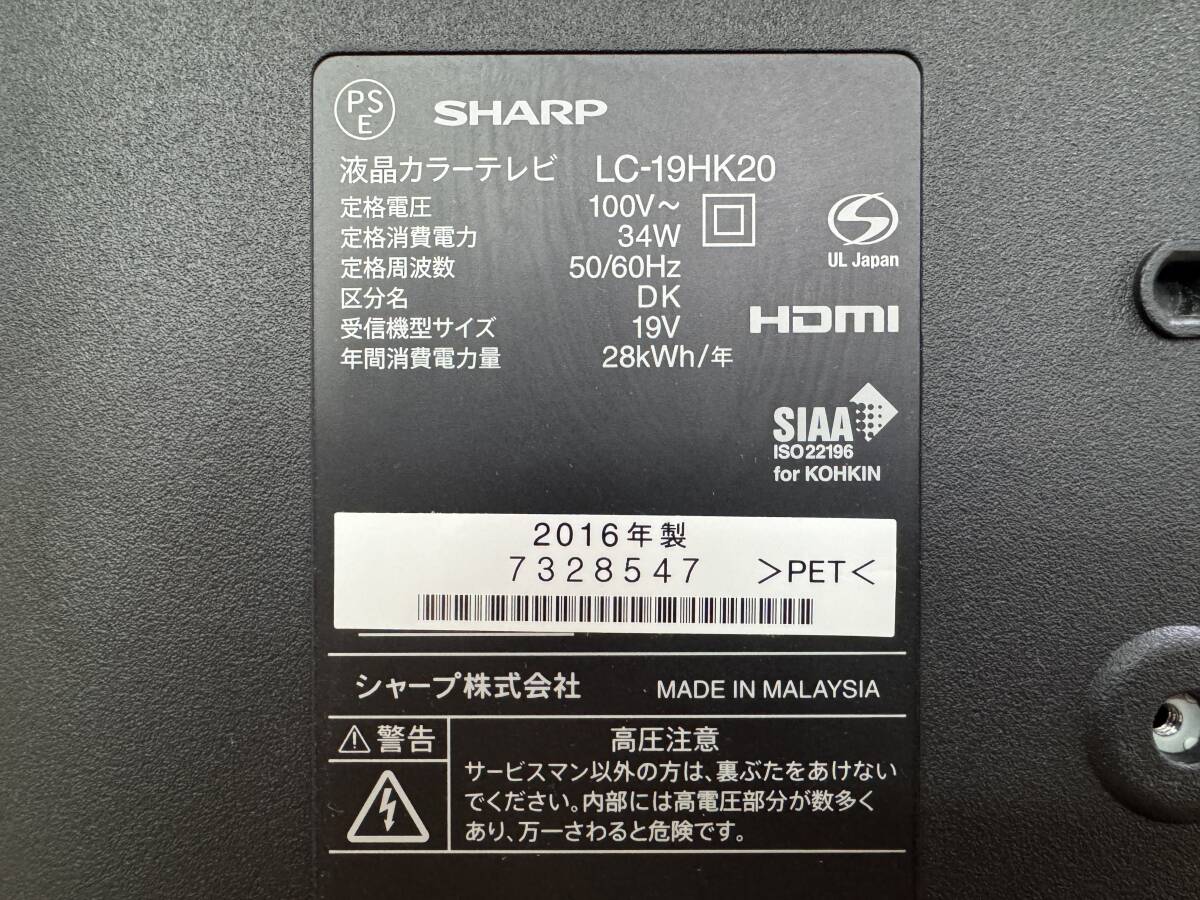 PS
E
SHARP
液晶カラーテレビ LC-19HK20
定格電圧 100V～
定格消費電力 34W
定格周波数 50/60Hz
区分名 DK
受信機型サイズ 19V
年間消費電力量 28kWh/年
UL Japan
HDMI
SIAA
ISO 22196
for KOHKIN
2016年製
7328547 >PET<
シャープ株式会社 MADE IN MALAYSIA
⚠警告 高圧注意
サービスマン以外の方は、裏ぶたをあけない
でください。内部には高電圧部分が数多く
あり、万一さわると危険です。